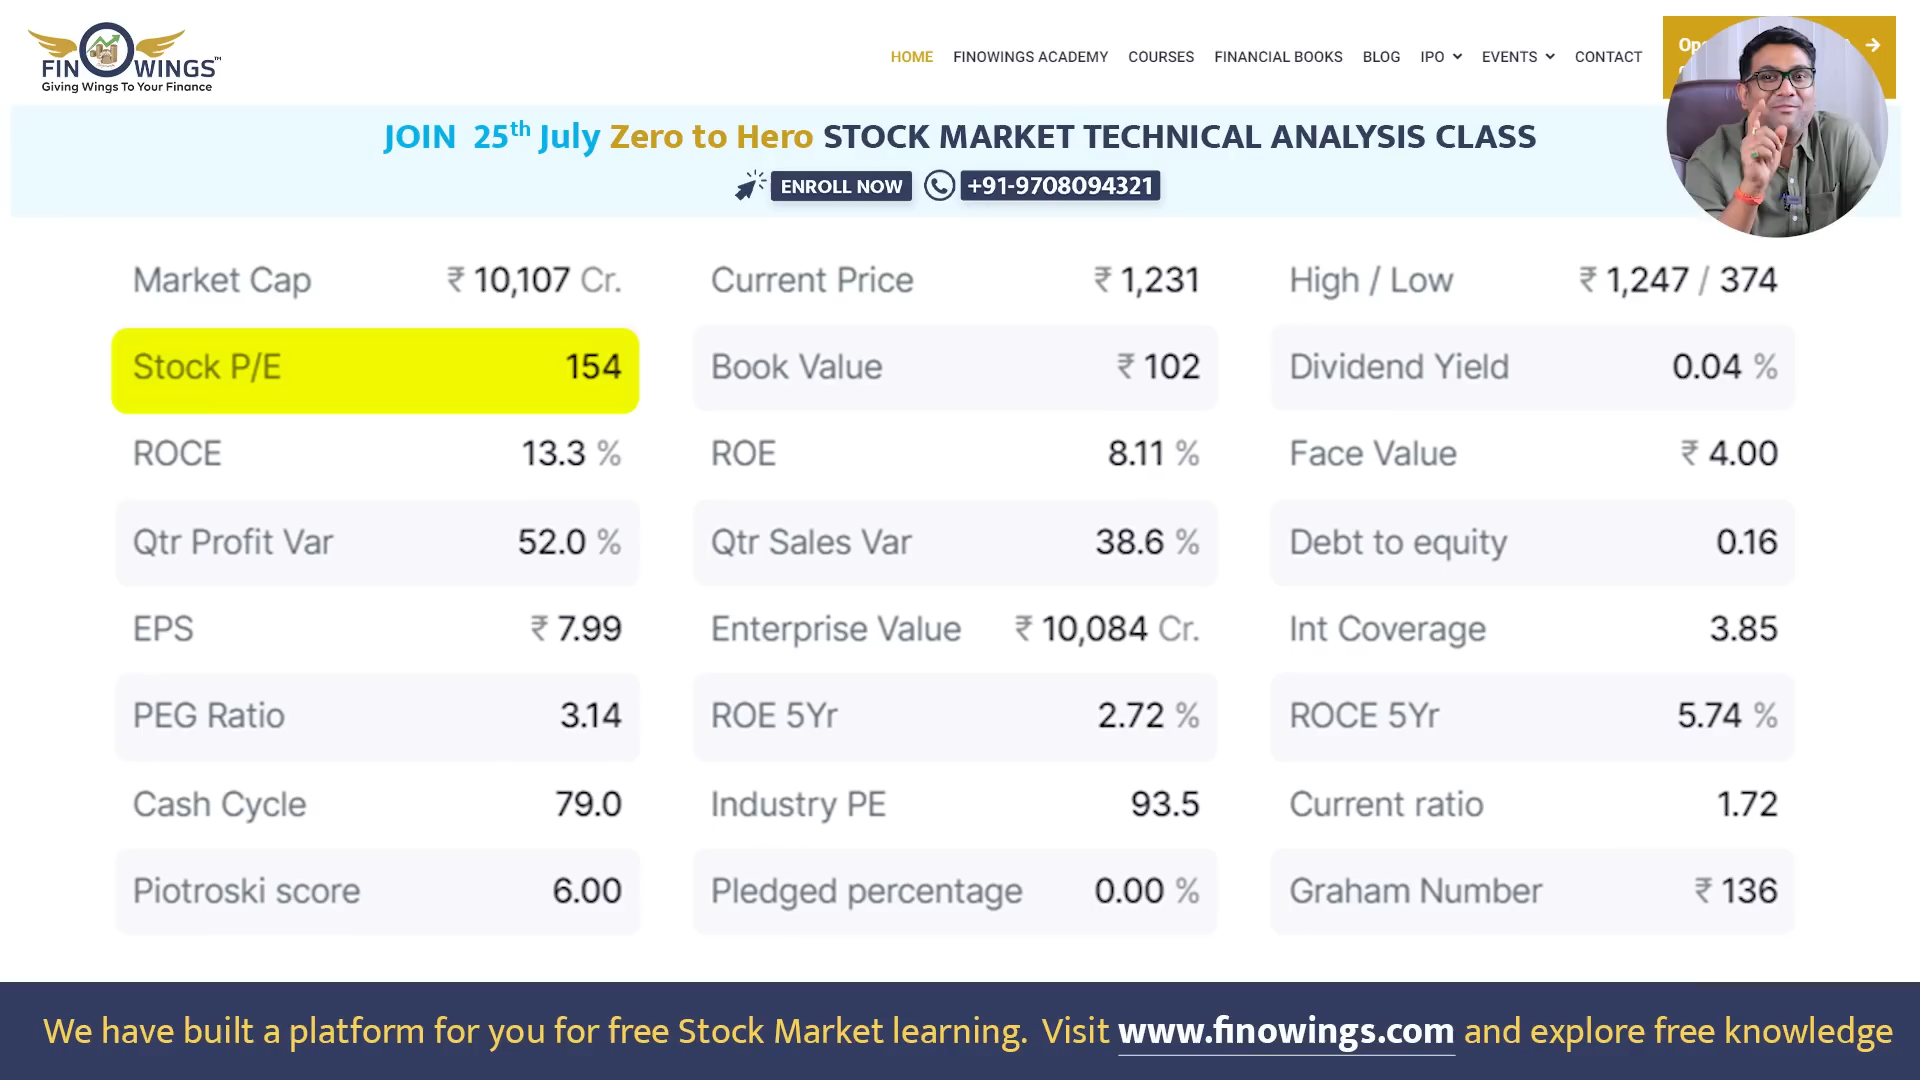 FINOWINGS™
Giving Wings To Your Finance
HOME FINOWINGS ACADEMY COURSES FINANCIAL BOOKS BLOG IPO EVENTS CONTACT
JOIN 25th July Zero to Hero STOCK MARKET TECHNICAL ANALYSIS CLASS
ENROLL NOW +91-9708094321
Market Cap ₹ 10,107 Cr. Current Price ₹ 1,231 High / Low ₹ 1,247 / 374
Stock P/E 154 Book Value ₹ 102 Dividend Yield 0.04 %
ROCE 13.3 % ROE 8.11 % Face Value ₹ 4.00
Qtr Profit Var 52.0 % Qtr Sales Var 38.6 % Debt to equity 0.16
EPS ₹ 7.99 Enterprise Value ₹ 10,084 Cr. Int Coverage 3.85
PEG Ratio 3.14 ROE 5Yr 2.72 % ROCE 5Yr 5.74 %
Cash Cycle 79.0 Industry PE 93.5 Current ratio 1.72
Piotroski score 6.00 Pledged percentage 0.00 % Graham Number ₹ 136
We have built a platform for you for free Stock Market learning. Visit www.finowings.com and explore free knowledge